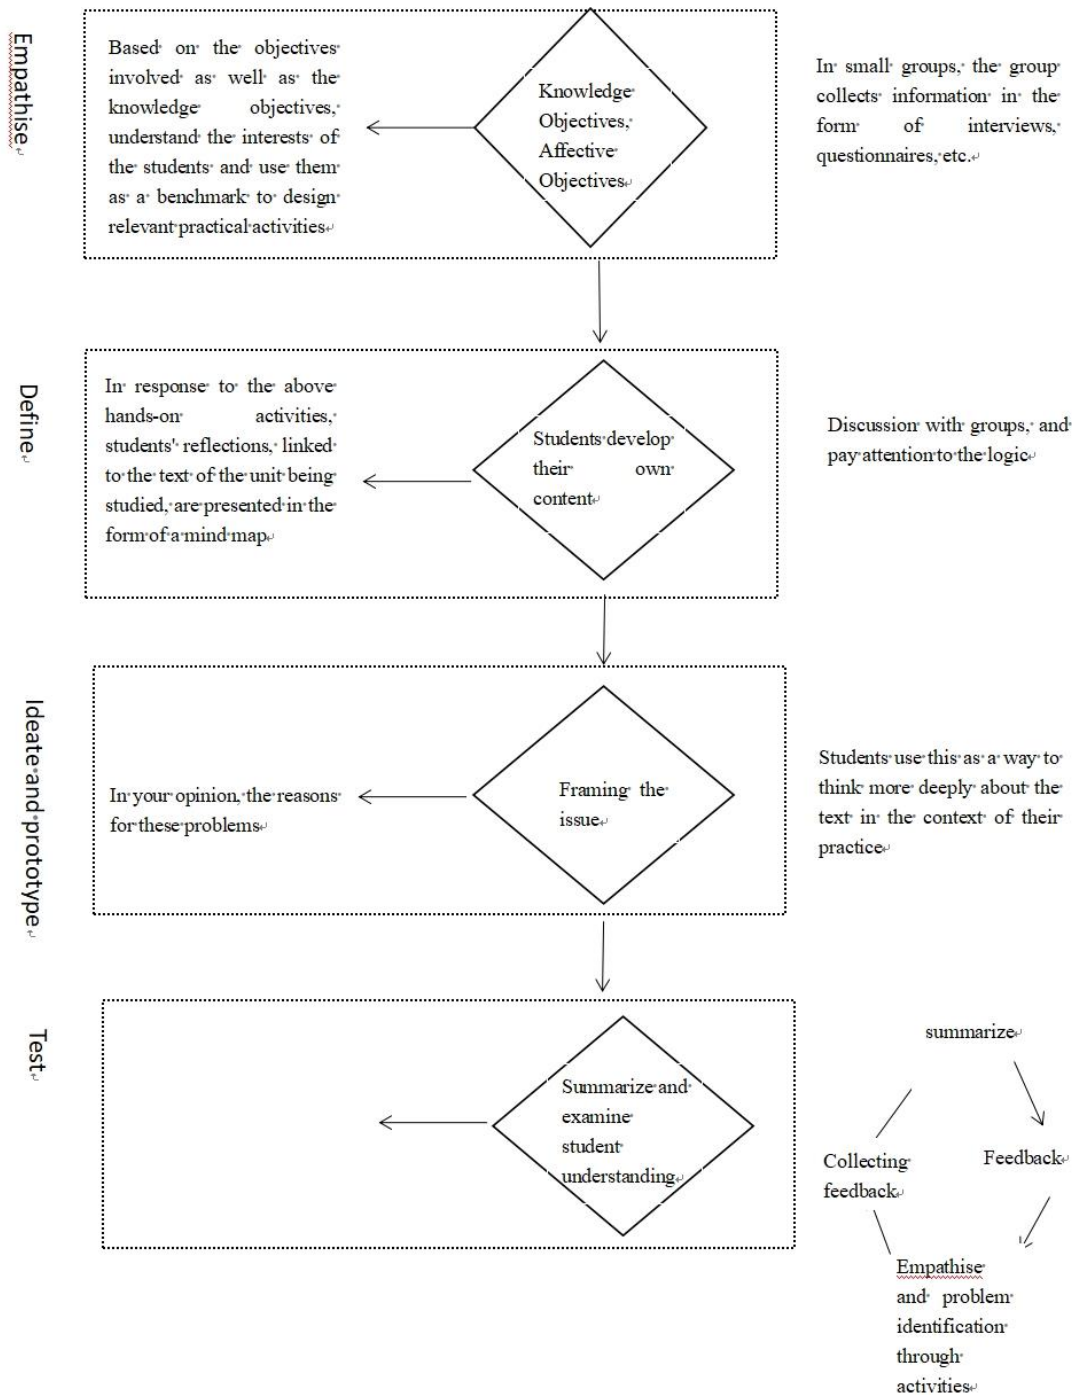 Empathise
Based on the objectives
involved as well as the
knowledge objectives,
understand the interests of
the students and use them
as a benchmark to design
relevant practical activities
Knowledge
Objectives,
Affective
Objectives
In small groups, the group
collects information in the
form of interviews,
questionnaires, etc.
Define
In response to the above
hands-on activities,
students' reflections, linked
to the text of the unit being
studied, are presented in the
form of a mind map
Students develop
their own
content
Discussion with groups, and
pay attention to the logic
Ideate and prototype
In your opinion, the reasons
for these problems
Framing the
issue
Students use this as a way to
think more deeply about the
text in the context of their
practice
Test
Summarize and
examine
student
understanding
summarize
Collecting
feedback
Feedback
Empathise
and problem
identification
through
activities